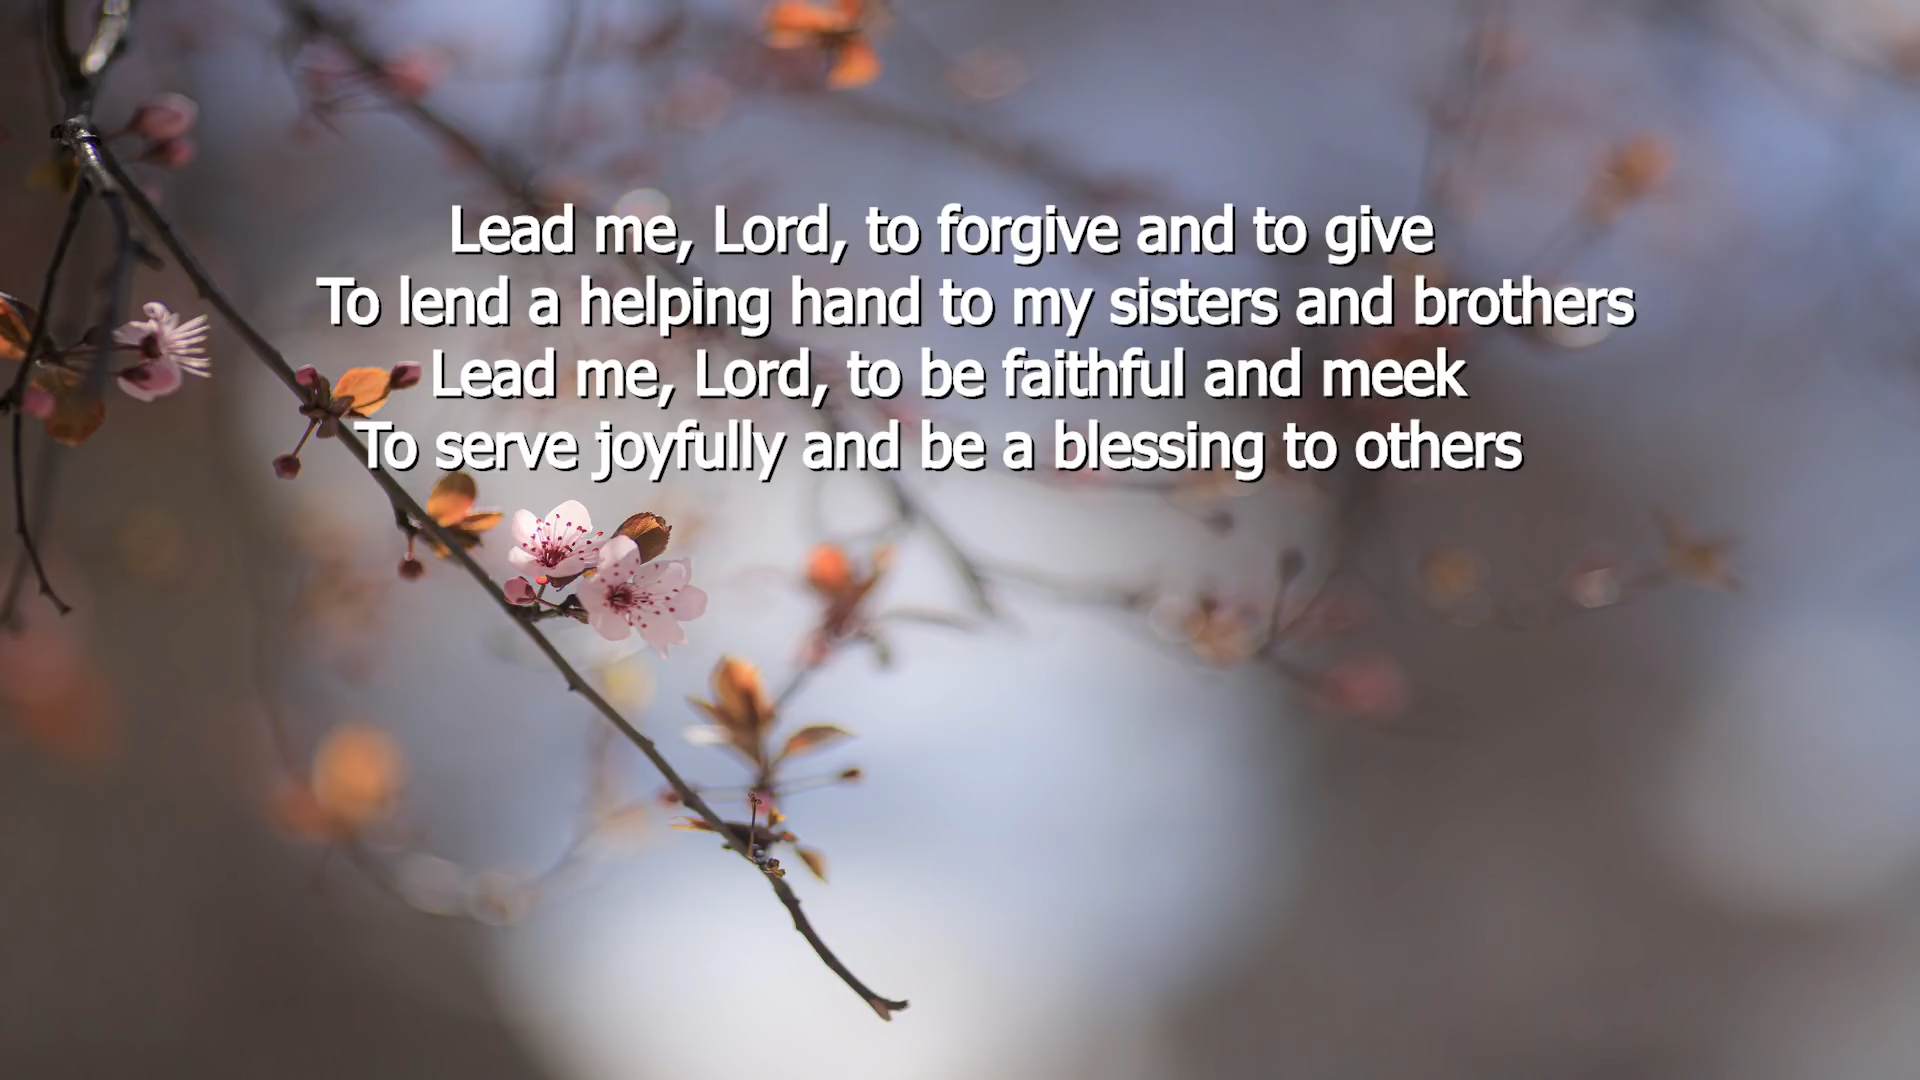 Lead me, Lord, to forgive and to give
To lend a helping hand to my sisters and brothers
Lead me, Lord, to be faithful and meek
To serve joyfully and be a blessing to others